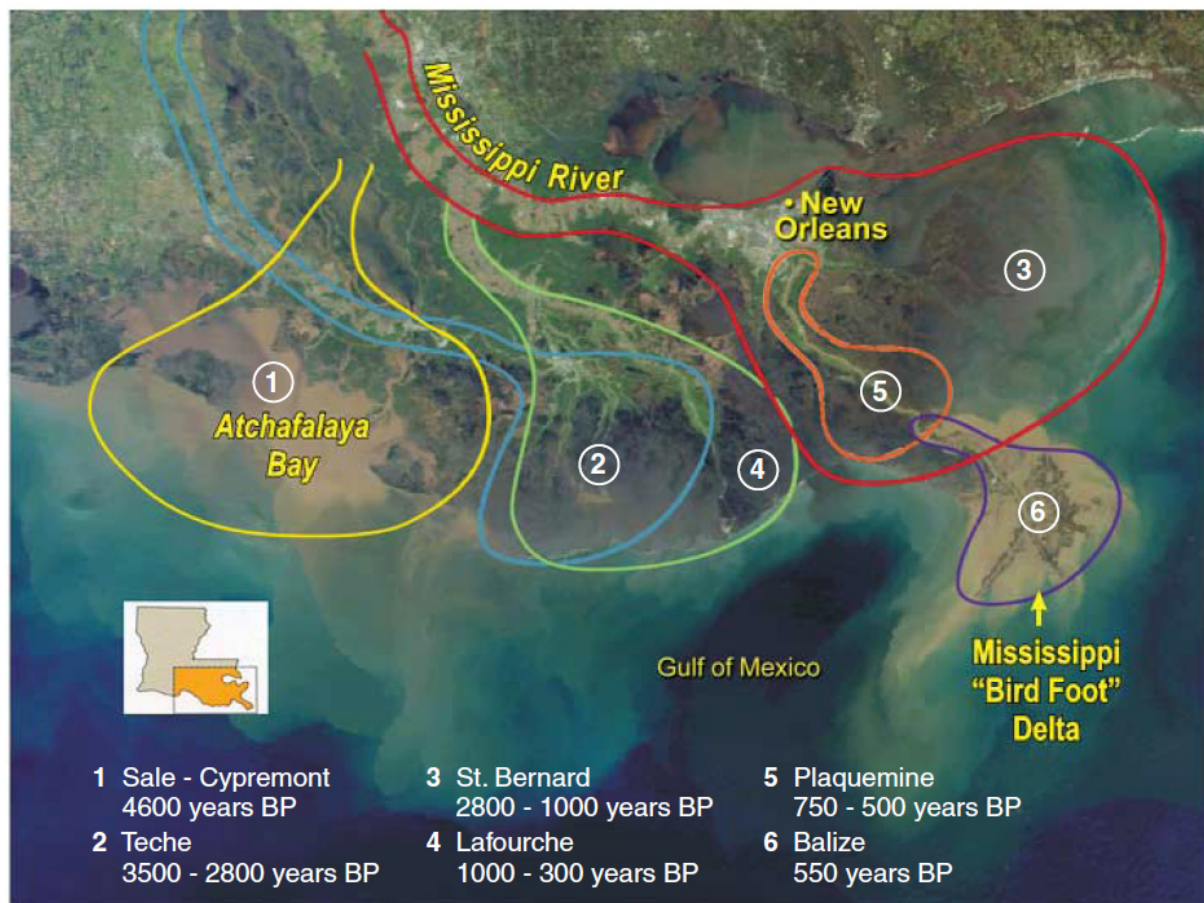 Mississippi River
• New
Orleans
3
1
Atchafalaya
Bay
5
2
4
6
Gulf of Mexico
Mississippi
“Bird Foot”
Delta
1 Sale - Cypremont
4600 years BP
2 Teche
3500 - 2800 years BP
3 St. Bernard
2800 - 1000 years BP
4 Lafourche
1000 - 300 years BP
5 Plaquemine
750 - 500 years BP
6 Balize
550 years BP